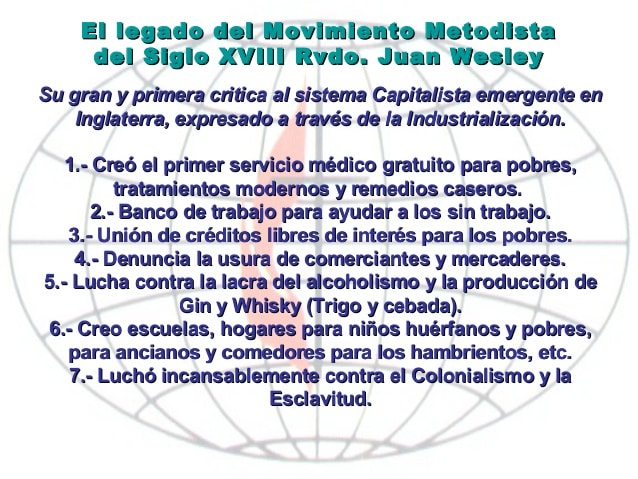 El legado del Movimiento Metodista
del Siglo XVIII Rvdo. Juan Wesley
Su gran y primera critica al sistema Capitalista emergente en
Inglaterra, expresado a través de la Industrialización.
1.- Creó el primer servicio médico gratuito para pobres,
tratamientos modernos y remedios caseros.
2.- Banco de trabajo para ayudar a los sin trabajo.
3.- Unión de créditos libres de interés para los pobres.
4.- Denuncia la usura de comerciantes y mercaderes.
5.- Lucha contra la lacra del alcoholismo y la producción de
Gin y Whisky (Trigo y cebada).
6.- Creo escuelas, hogares para niños huérfanos y pobres,
para ancianos y comedores para los hambrientos, etc.
7.- Luchó incansablemente contra el Colonialismo y la
Esclavitud.